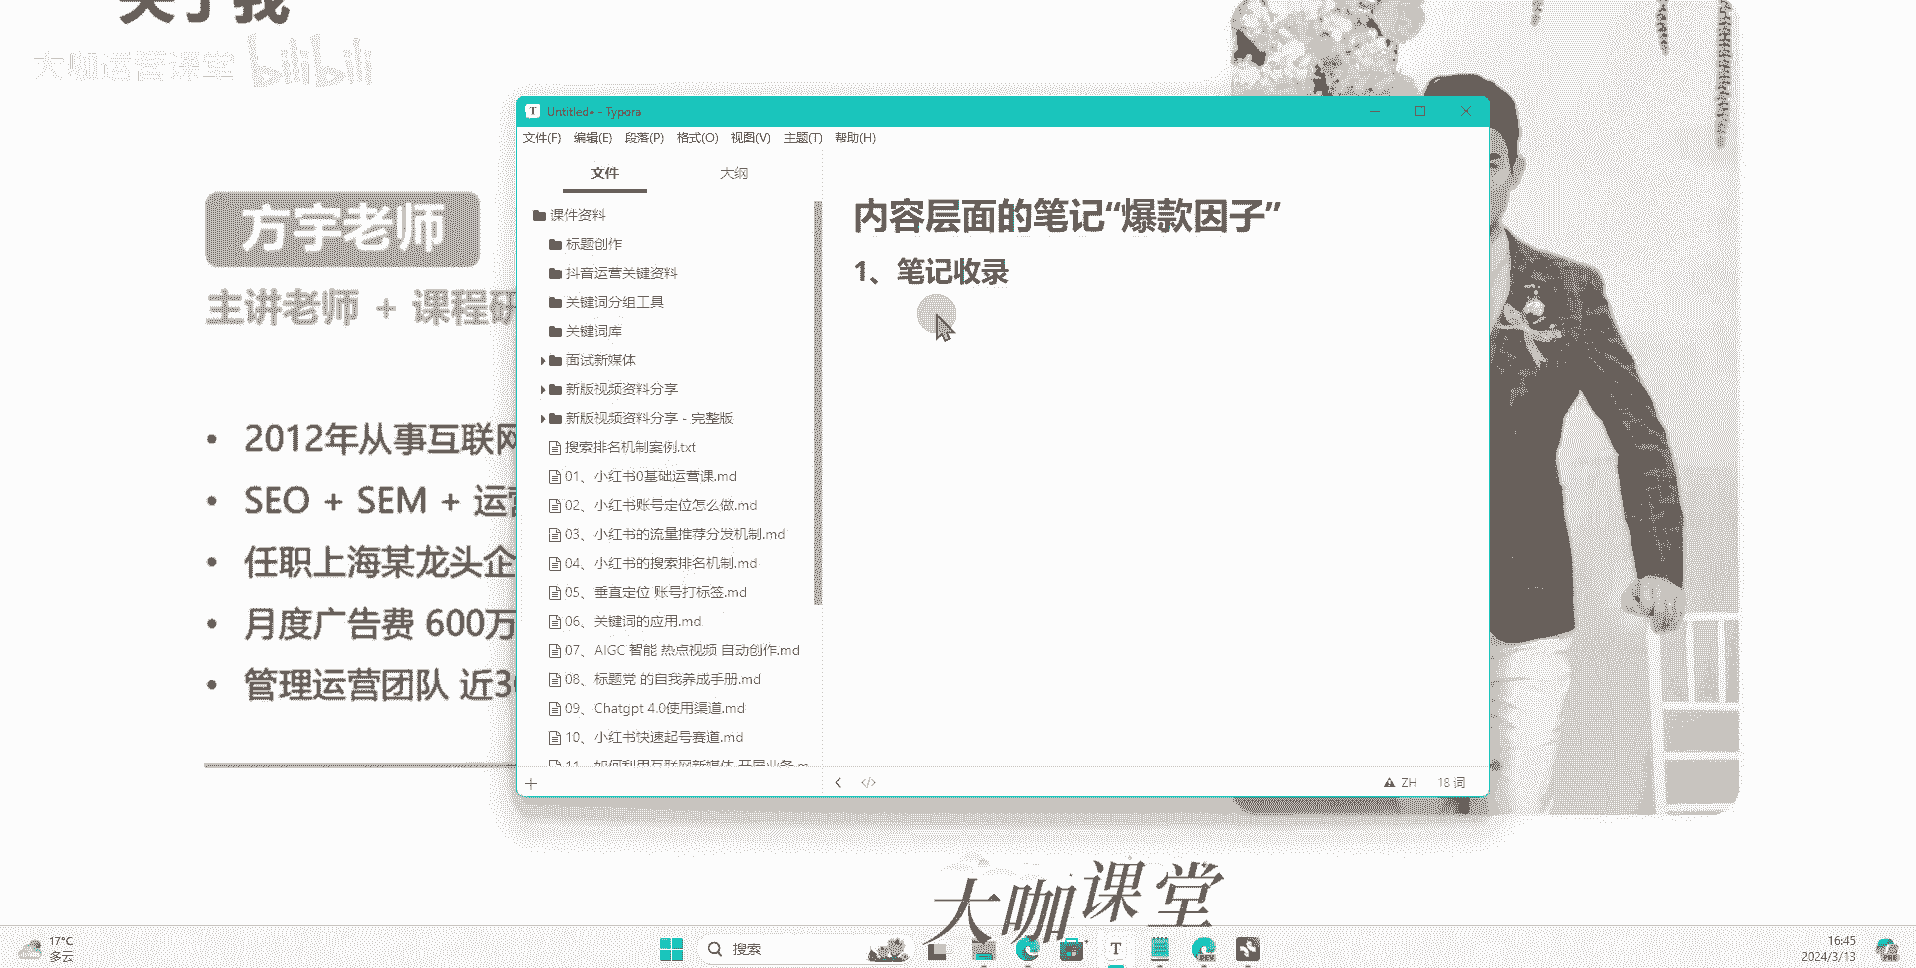 关于我
大咖运营课堂 bilibili
方宇老师
主讲老师 + 课程研
2012年从事互联网
SEO + SEM + 运营
任职上海某龙头企
月度广告费 600万
管理运营团队 近30
Untitled• - Typora
文件(F) 编辑(E) 段落(P) 格式(O) 视图(V) 主题(T) 帮助(H)
文件 大纲
课件资料
标题创作
抖音运营关键资料
关键词分组工具
关键词库
面试新媒体
新版视频资料分享
新版视频资料分享 - 完整版
搜索排名机制案例.txt
01、小红书0基础运营课.md
02、小红书账号定位怎么做.md
03、小红书的流量推荐分发机制.md
04、小红书的搜索排名机制.md
05、垂直定位 账号打标签.md
06、关键词的应用.md
07、AIGC 智能 热点视频 自动创作.md
08、标题党 的自我养成手册.md
09、Chatgpt 4.0使用渠道.md
10、小红书快速起号赛道.md
11、如何利用互联网新媒体 开展业务.m
内容层面的笔记“爆款因子”
1、笔记收录
ZH 18 词
大咖课堂
17°C
多云
搜索
16:45
2024/3/13